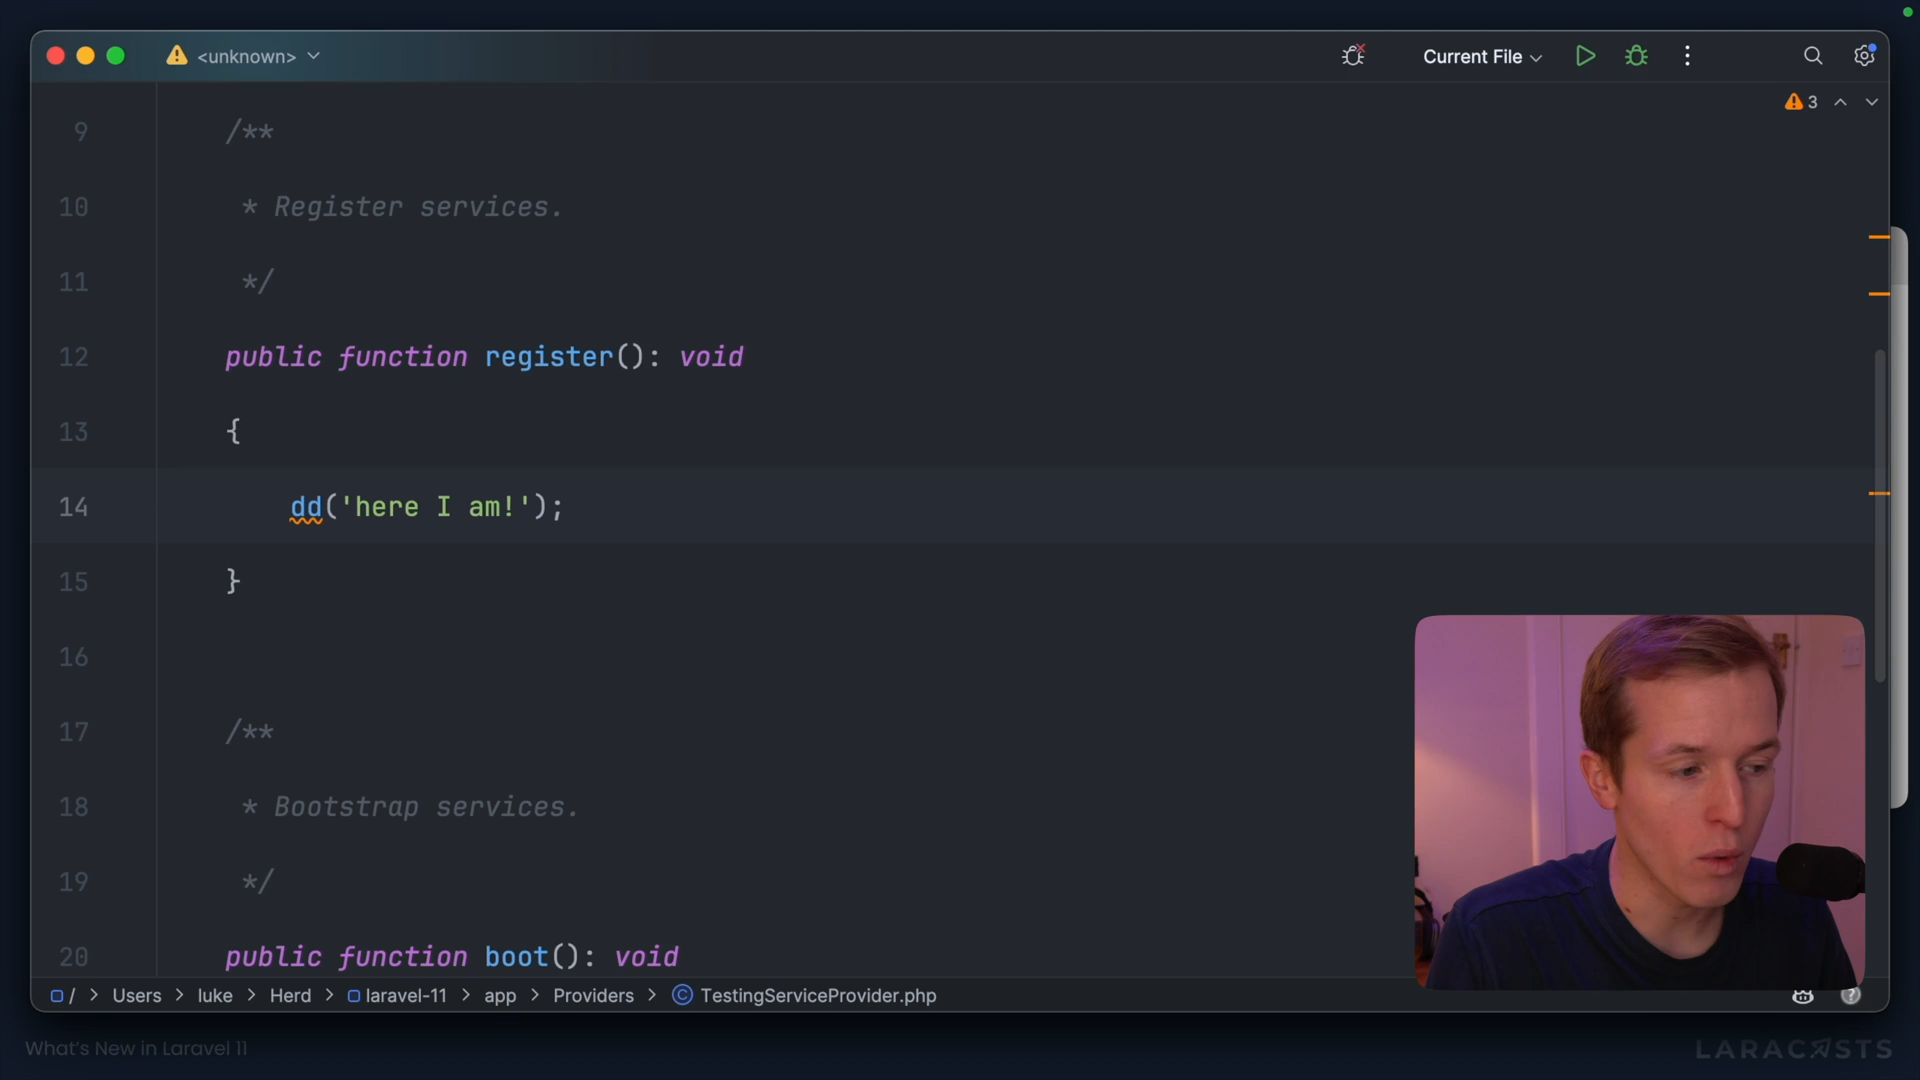 <unknown>
Current File
3
9 /**
10 * Register services.
11 */
12 public function register(): void
13 {
14 dd('here I am!');
15 }
16
17 /**
18 * Bootstrap services.
19 */
20 public function boot(): void
/ > Users > luke > Herd > laravel-11 > app > Providers > © TestingServiceProvider.php
What's New in Laravel 11
LARACASTS